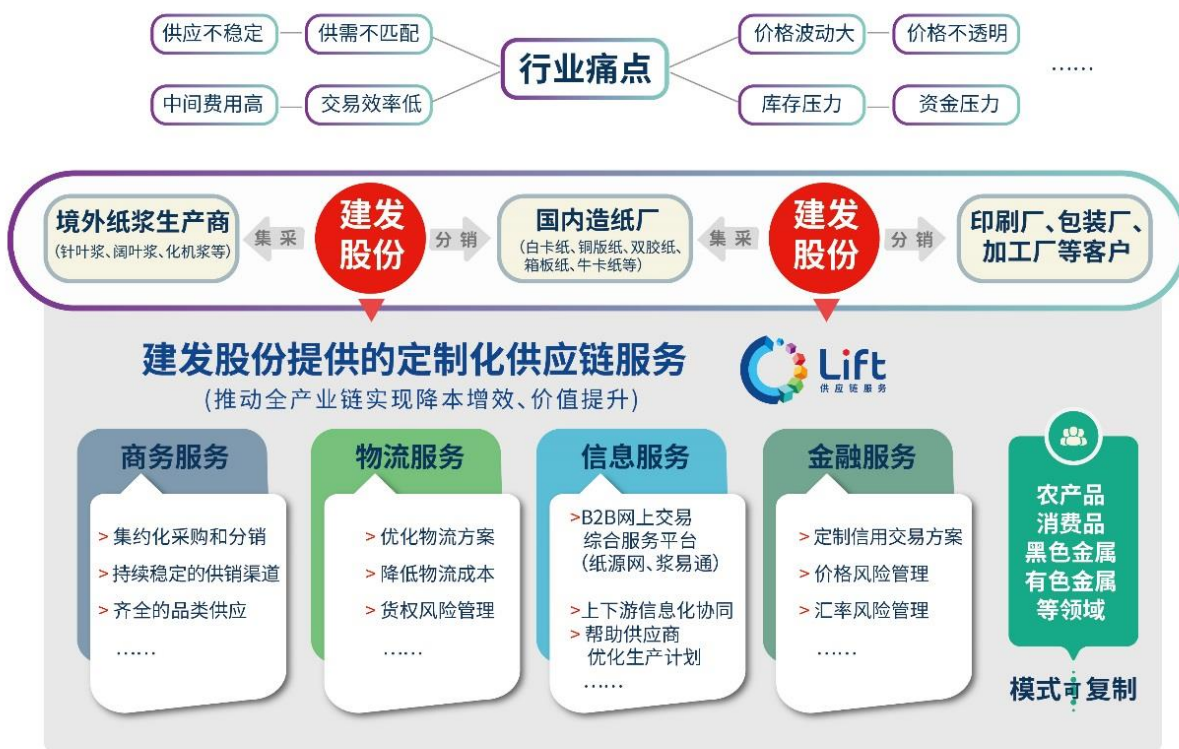 供应不稳定 供需不匹配 行业痛点 价格波动大 价格不透明
中间费用高 交易效率低 库存压力 资金压力
……
境外纸浆生产商
(针叶浆、阔叶浆、化机浆等)
集采
建发
股份
分销
国内造纸厂
(白卡纸、铜版纸、双胶纸、
箱板纸、牛卡纸等)
集采
建发
股份
分销
印刷厂、包装厂、
加工厂等客户
建发股份提供的定制化供应链服务
(推动全产业链实现降本增效、价值提升)
Lift
供应链服务
商务服务
> 集约化采购和分销
> 持续稳定的供销渠道
> 齐全的品类供应
……
物流服务
> 优化物流方案
> 降低物流成本
> 货权风险管理
……
信息服务
>B2B网上交易
综合服务平台
(纸源网、浆易通)
>上下游信息化协同
> 帮助供应商
优化生产计划
……
金融服务
> 定制信用交易方案
> 价格风险管理
> 汇率风险管理
……
农产品
消费品
黑色金属
有色金属
等领域
模式可复制